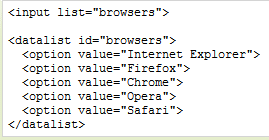 <input list="browsers">
<datalist id="browsers">
<option value="Internet Explorer">
<option value="Firefox">
<option value="Chrome">
<option value="Opera">
<option value="Safari">
</datalist>